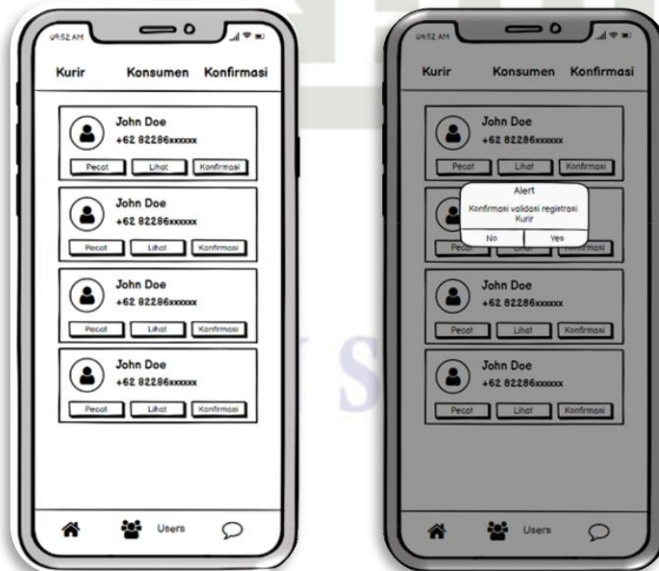 09:52 AM
Kurir Konsumen Konfirmasi
John Doe
+62 82286xxxxxx
Pecat Lihat Konfirmasi
John Doe
+62 82286xxxxxx
Pecat Lihat Konfirmasi
John Doe
+62 82286xxxxxx
Pecat Lihat Konfirmasi
John Doe
+62 82286xxxxxx
Pecat Lihat Konfirmasi
Users
09:52 AM
Kurir Konsumen Konfirmasi
John Doe
+62 82286xxxxxx
Pecat Lihat Konfirmasi
Alert
Konfirmasi validasi registrasi
Kurir
No Yes
Pecat Lihat Konfirmasi
John Doe
+62 82286xxxxxx
Pecat Lihat Konfirmasi
John Doe
+62 82286xxxxxx
Pecat Lihat Konfirmasi
Users
S